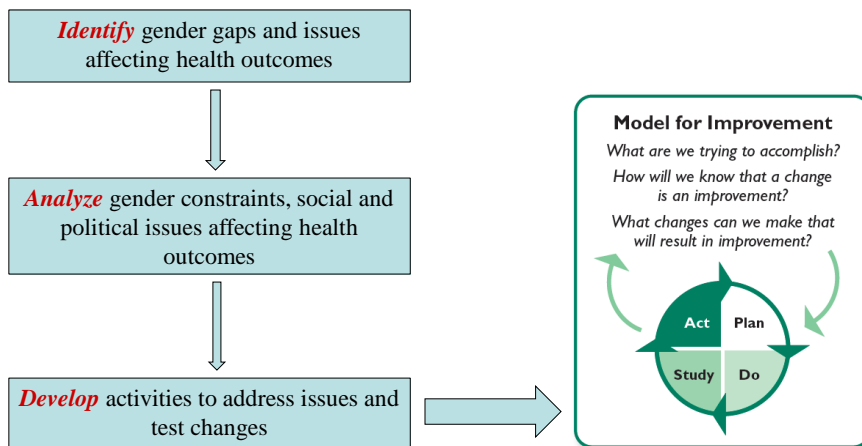 Identify gender gaps and issues
affecting health outcomes
Analyze gender constraints, social and
political issues affecting health
outcomes
Develop activities to address issues and
test changes
Model for Improvement
What are we trying to accomplish?
How will we know that a change
is an improvement?
What changes can we make that
will result in improvement?
Act
Plan
Study
Do